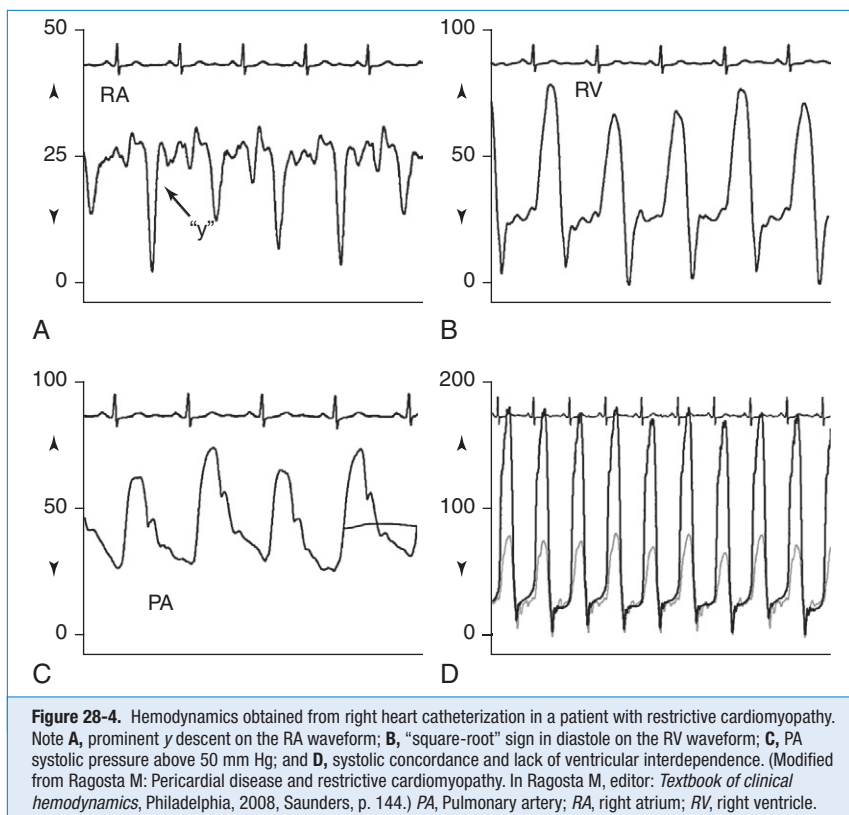 50
RA
25
"y"
0
A
100
RV
50
0
B
100
50
PA
0
C
200
100
0
D
Figure 28-4. Hemodynamics obtained from right heart catheterization in a patient with restrictive cardiomyopathy.
Note A, prominent y descent on the RA waveform; B, "square-root" sign in diastole on the RV waveform; C, PA
systolic pressure above 50 mm Hg; and D, systolic concordance and lack of ventricular interdependence. (Modified
from Ragosta M: Pericardial disease and restrictive cardiomyopathy. In Ragosta M, editor: Textbook of clinical
hemodynamics, Philadelphia, 2008, Saunders, p. 144.) PA, Pulmonary artery; RA, right atrium; RV, right ventricle.